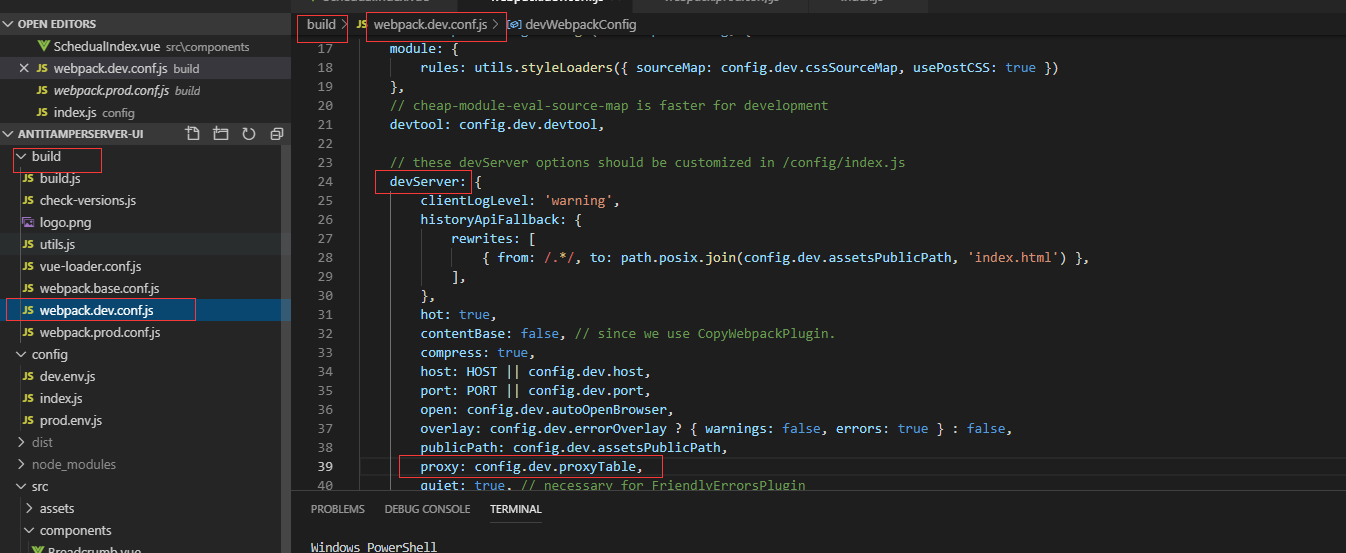 OPEN EDITORS
SchedualIndex.vue src\components
JS webpack.dev.conf.js build
JS webpack.prod.conf.js build
JS index.js config
ANTITAMPERSERVER-UI
build
JS build.js
JS check-versions.js
logo.png
JS utils.js
JS vue-loader.conf.js
JS webpack.base.conf.js
JS webpack.dev.conf.js
JS webpack.prod.conf.js
config
JS dev.env.js
JS index.js
JS prod.env.js
dist
node_modules
src
assets
components
Breadcrumb.vue
build > JS webpack.dev.conf.js > devWebpackConfig
17 module: {
18 rules: utils.styleLoaders({ sourceMap: config.dev.cssSourceMap, usePostCSS: true })
19 },
20 // cheap-module-eval-source-map is faster for development
21 devtool: config.dev.devtool,
22
23 // these devServer options should be customized in /config/index.js
24 devServer: {
25 clientLogLevel: 'warning',
26 historyApiFallback: {
27 rewrites: [
28 { from: /.*/, to: path.posix.join(config.dev.assetsPublicPath, 'index.html') },
29 ],
30 },
31 hot: true,
32 contentBase: false, // since we use CopyWebpackPlugin.
33 compress: true,
34 host: HOST || config.dev.host,
35 port: PORT || config.dev.port,
36 open: config.dev.autoOpenBrowser,
37 overlay: config.dev.errorOverlay ? { warnings: false, errors: true } : false,
38 publicPath: config.dev.assetsPublicPath,
39 proxy: config.dev.proxyTable,
40 quiet: true, // necessary for FriendlyErrorsPlugin
PROBLEMS DEBUG CONSOLE TERMINAL
Windows PowerShell